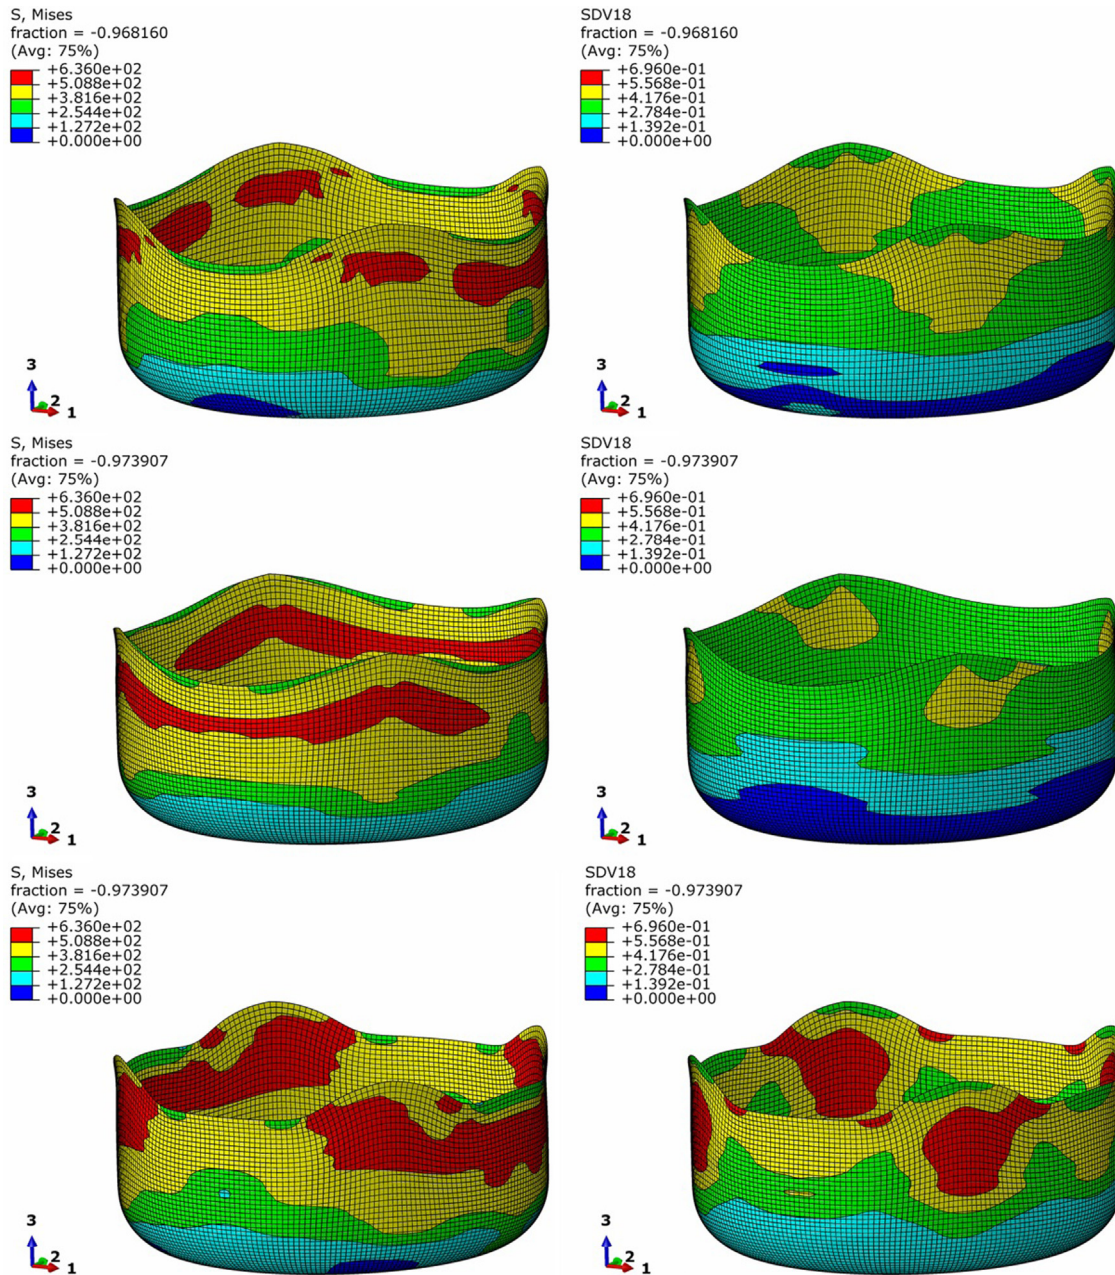 S, Mises
fraction = -0.968160
(Avg: 75%)
+6.360e+02
+5.088e+02
+3.816e+02
+2.544e+02
+1.272e+02
+0.000e+00
3
2
1
SDV18
fraction = -0.968160
(Avg: 75%)
+6.960e-01
+5.568e-01
+4.176e-01
+2.784e-01
+1.392e-01
+0.000e+00
3
2
1
S, Mises
fraction = -0.973907
(Avg: 75%)
+6.360e+02
+5.088e+02
+3.816e+02
+2.544e+02
+1.272e+02
+0.000e+00
3
2
1
SDV18
fraction = -0.973907
(Avg: 75%)
+6.960e-01
+5.568e-01
+4.176e-01
+2.784e-01
+1.392e-01
+0.000e+00
3
2
1
S, Mises
fraction = -0.973907
(Avg: 75%)
+6.360e+02
+5.088e+02
+3.816e+02
+2.544e+02
+1.272e+02
+0.000e+00
3
2
1
SDV18
fraction = -0.973907
(Avg: 75%)
+6.960e-01
+5.568e-01
+4.176e-01
+2.784e-01
+1.392e-01
+0.000e+00
3
2
1